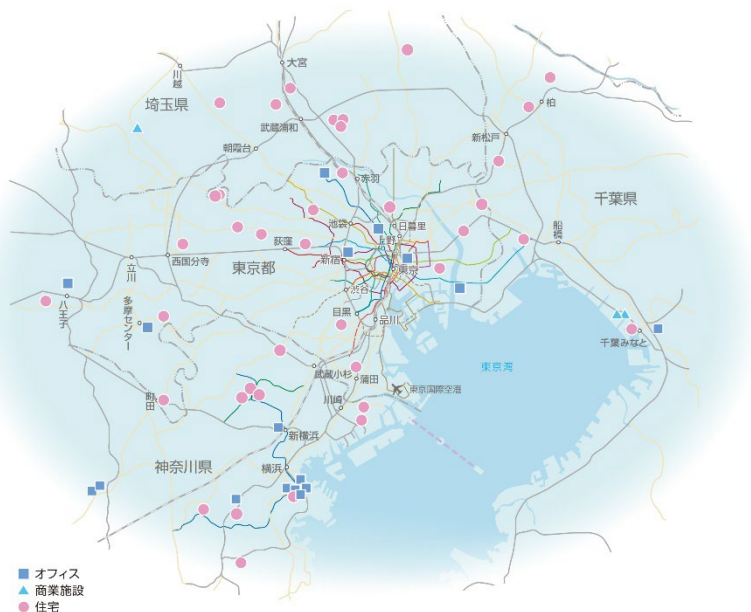 大宮
川越
埼玉県
柏
武蔵浦和
新松戸
朝霞台
赤羽
千葉県
池袋
日暮里
上野
船橋
荻窪
西国分寺
新宿
東京
立川
東京都
渋谷
八王子
多摩センター
目黒
品川
千葉みなと
武蔵小杉
蒲田
東京湾
東京国際空港
町田
川崎
新横浜
神奈川県
横浜
オフィス
商業施設
住宅